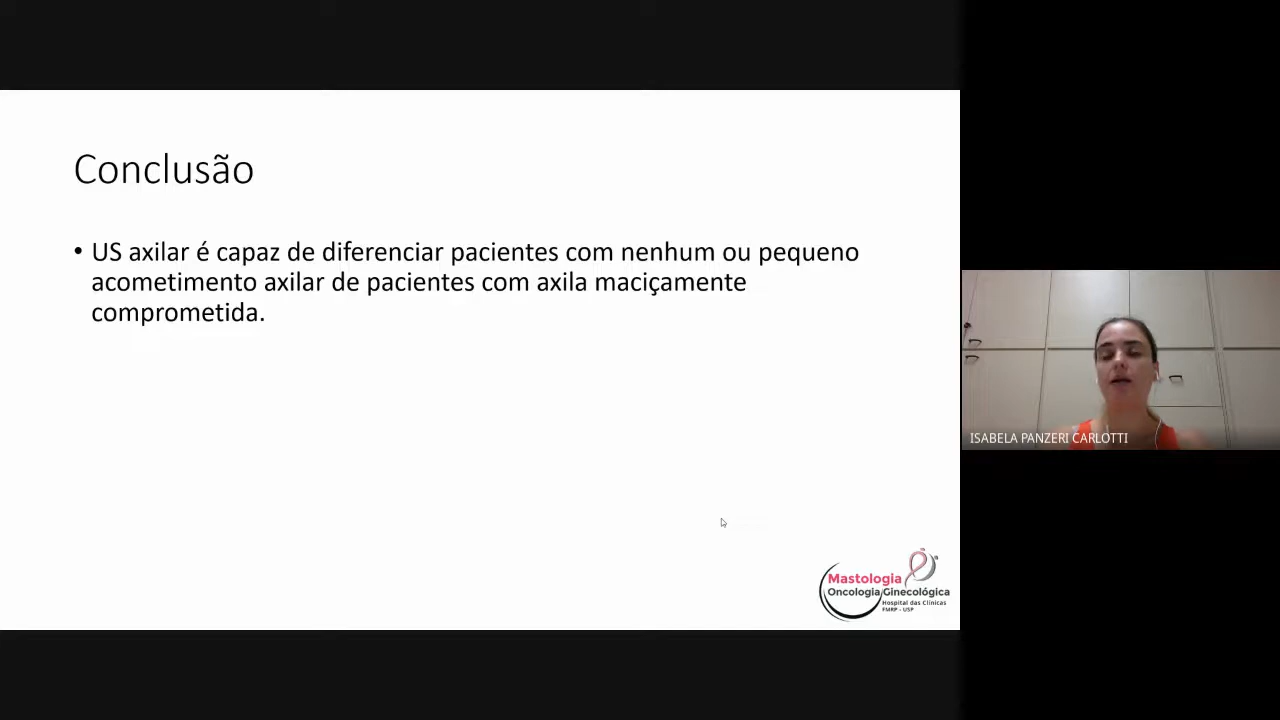 Conclusão
• US axilar é capaz de diferenciar pacientes com nenhum ou pequeno
acometimento axilar de pacientes com axila maciçamente
comprometida.
ISABELA PANZERI CARLOTTI
Mastologia
Oncologia Ginecológica
Hospital das Clínicas
FMRP - USP